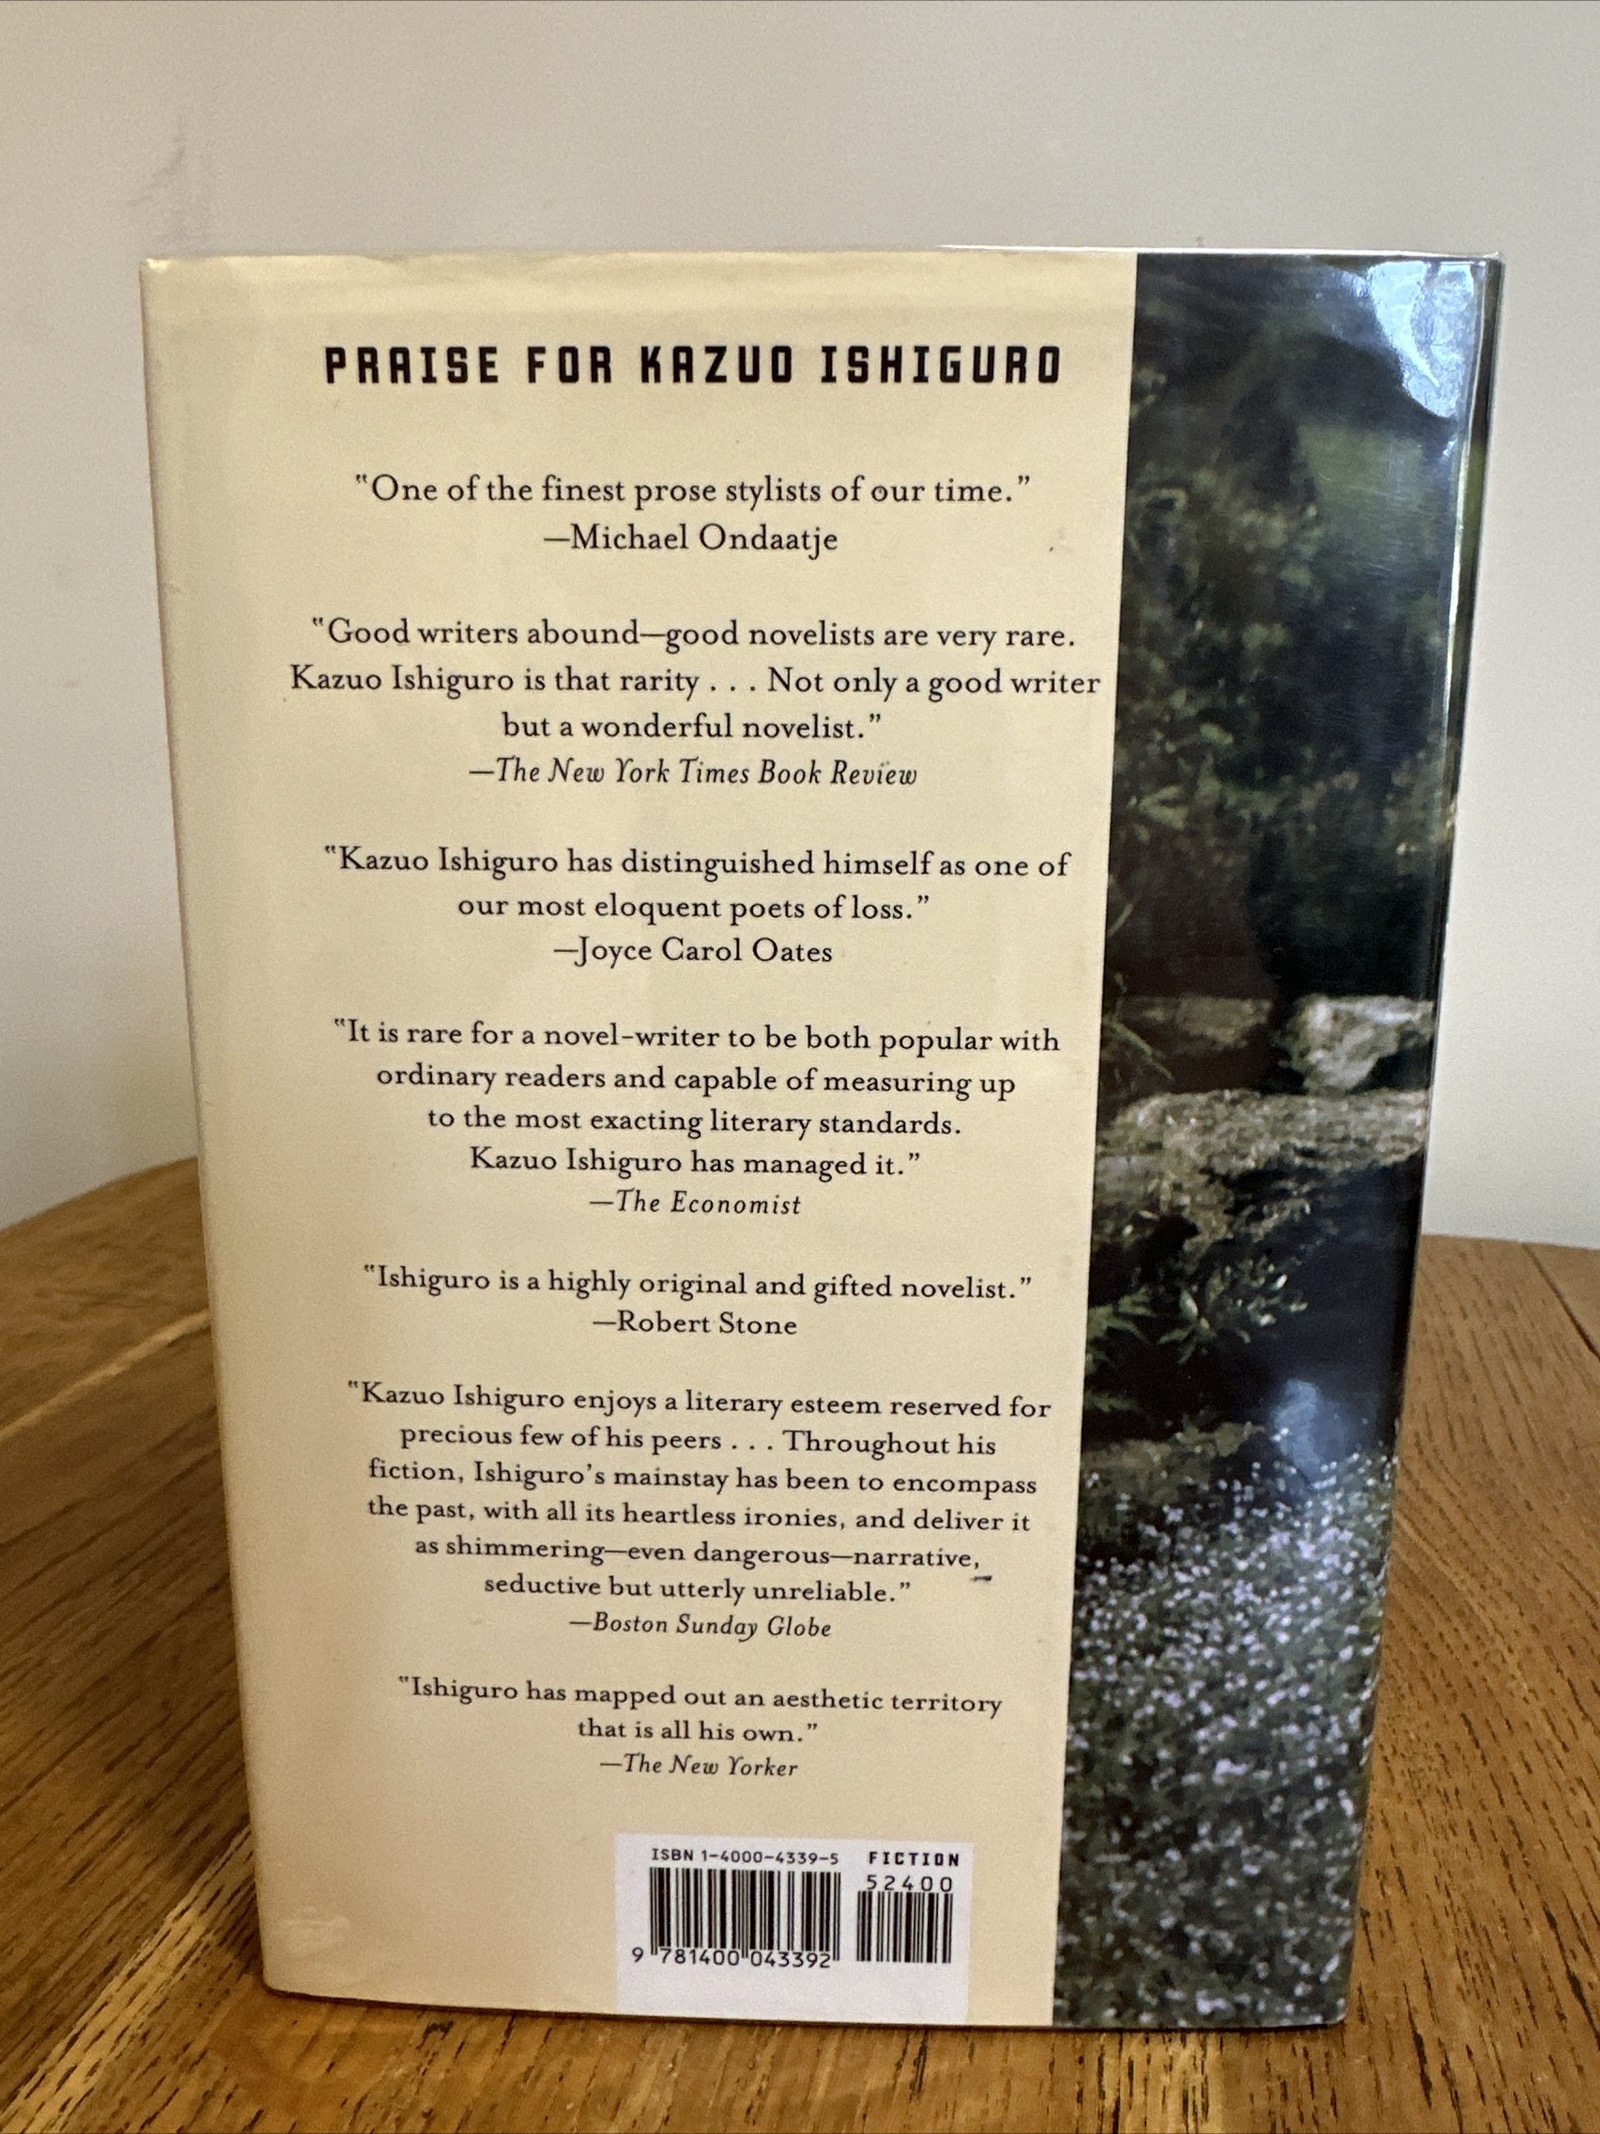 PRAISE FOR KAZUO ISHIGURO
"One of the finest prose stylists of our time."
—Michael Ondaatje
"Good writers abound—good novelists are very rare.
Kazuo Ishiguro is that rarity . . . Not only a good writer
but a wonderful novelist."
—The New York Times Book Review
"Kazuo Ishiguro has distinguished himself as one of
our most eloquent poets of loss."
—Joyce Carol Oates
"It is rare for a novel-writer to be both popular with
ordinary readers and capable of measuring up
to the most exacting literary standards.
Kazuo Ishiguro has managed it."
—The Economist
"Ishiguro is a highly original and gifted novelist."
—Robert Stone
"Kazuo Ishiguro enjoys a literary esteem reserved for
precious few of his peers . . . Throughout his
fiction, Ishiguro's mainstay has been to encompass
the past, with all its heartless ironies, and deliver it
as shimmering—even dangerous—narrative,
seductive but utterly unreliable."
—Boston Sunday Globe
"Ishiguro has mapped out an aesthetic territory
that is all his own."
—The New Yorker
ISBN 1-4000-4339-5 FICTION
52400
9 781400 043392